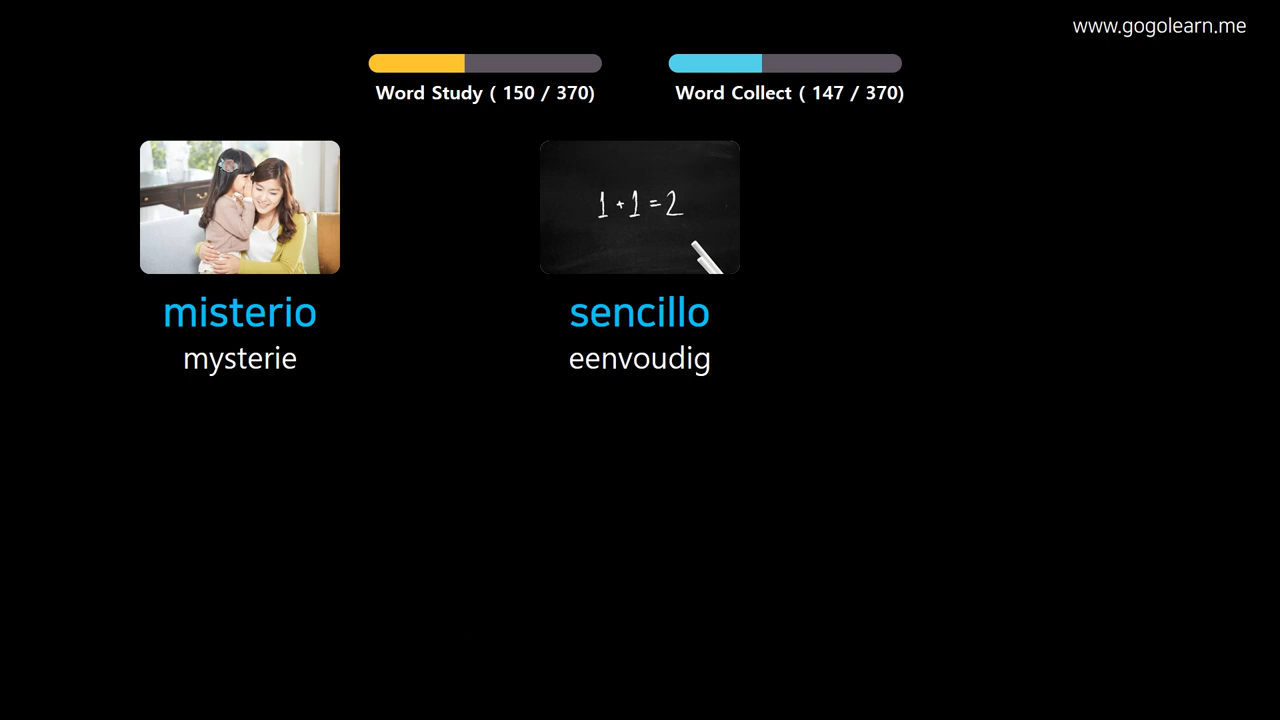 www.gogolearn.me
Word Study ( 150 / 370)
Word Collect ( 147 / 370)
1 + 1 = 2
misterio
sencillo
mysterie
eenvoudig